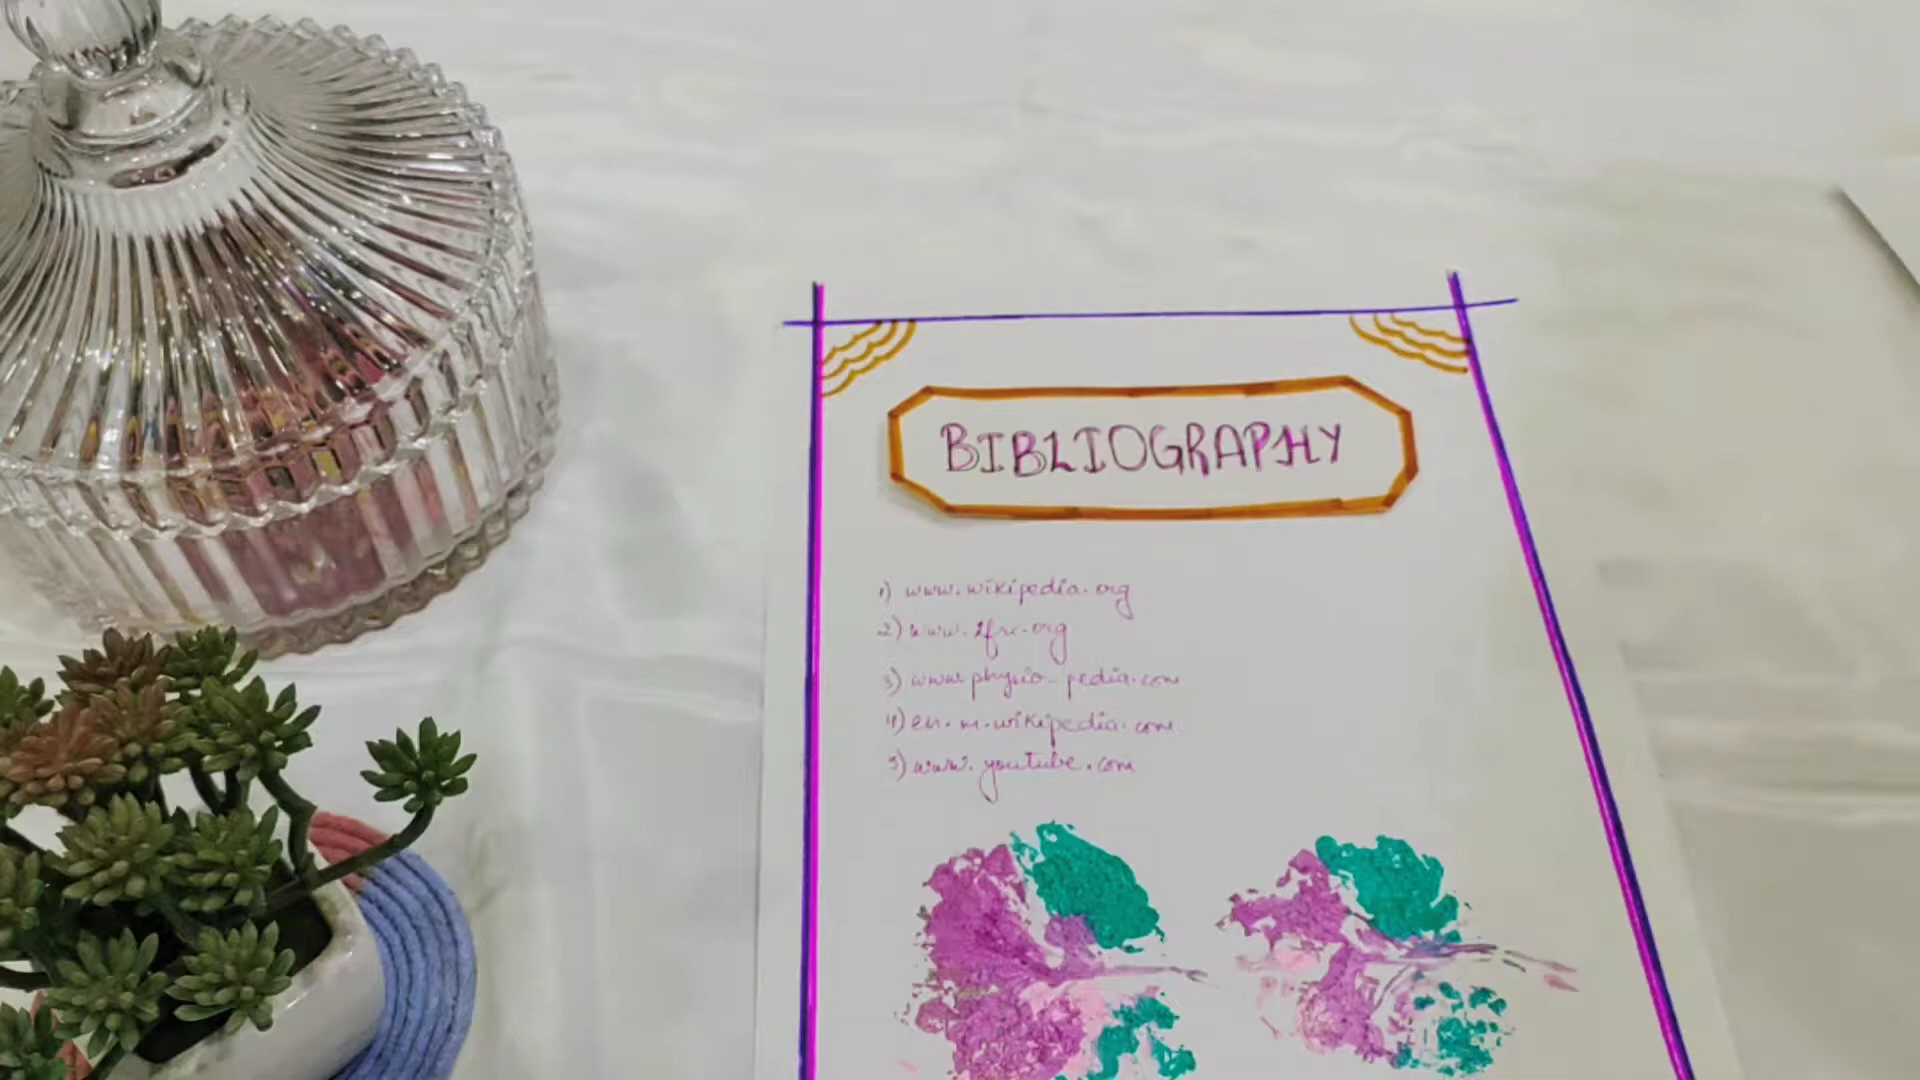 BIBLIOGRAPHY
1) www.wikipedia.org
2) www.ifrc.org
3) www.physio-pedia.com
4) en.m.wikipedia.com
5) www.youtube.com